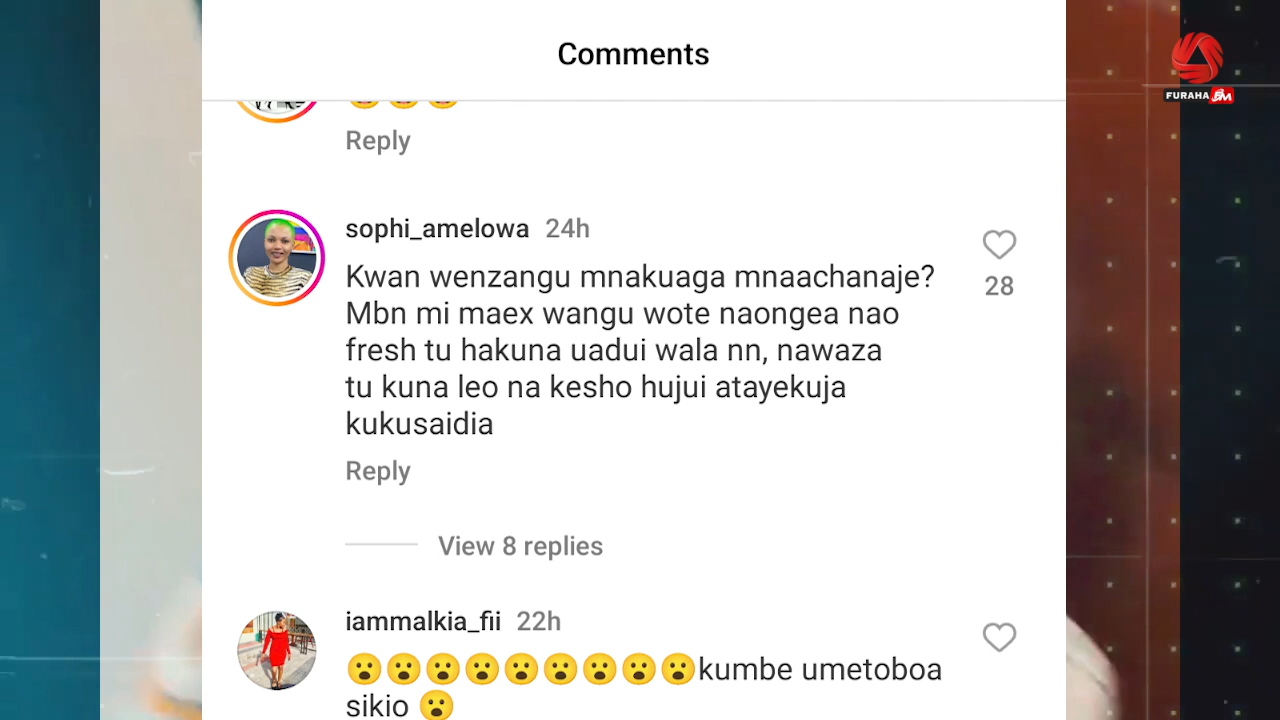 Comments
FURAHA FM
Reply
sophi_amelowa 24h
Kwan wenzangu mnakuaga mnaachanaje?
Mbn mi maex wangu wote naongea nao
fresh tu hakuna uadui wala nn, nawaza
tu kuna leo na kesho hujui atayekuja
kukusaidia
28
Reply
View 8 replies
iammalkia_fii 22h
😮😮😮😮😮😮😮😮😮kumbe umetoboa
sikio 😮